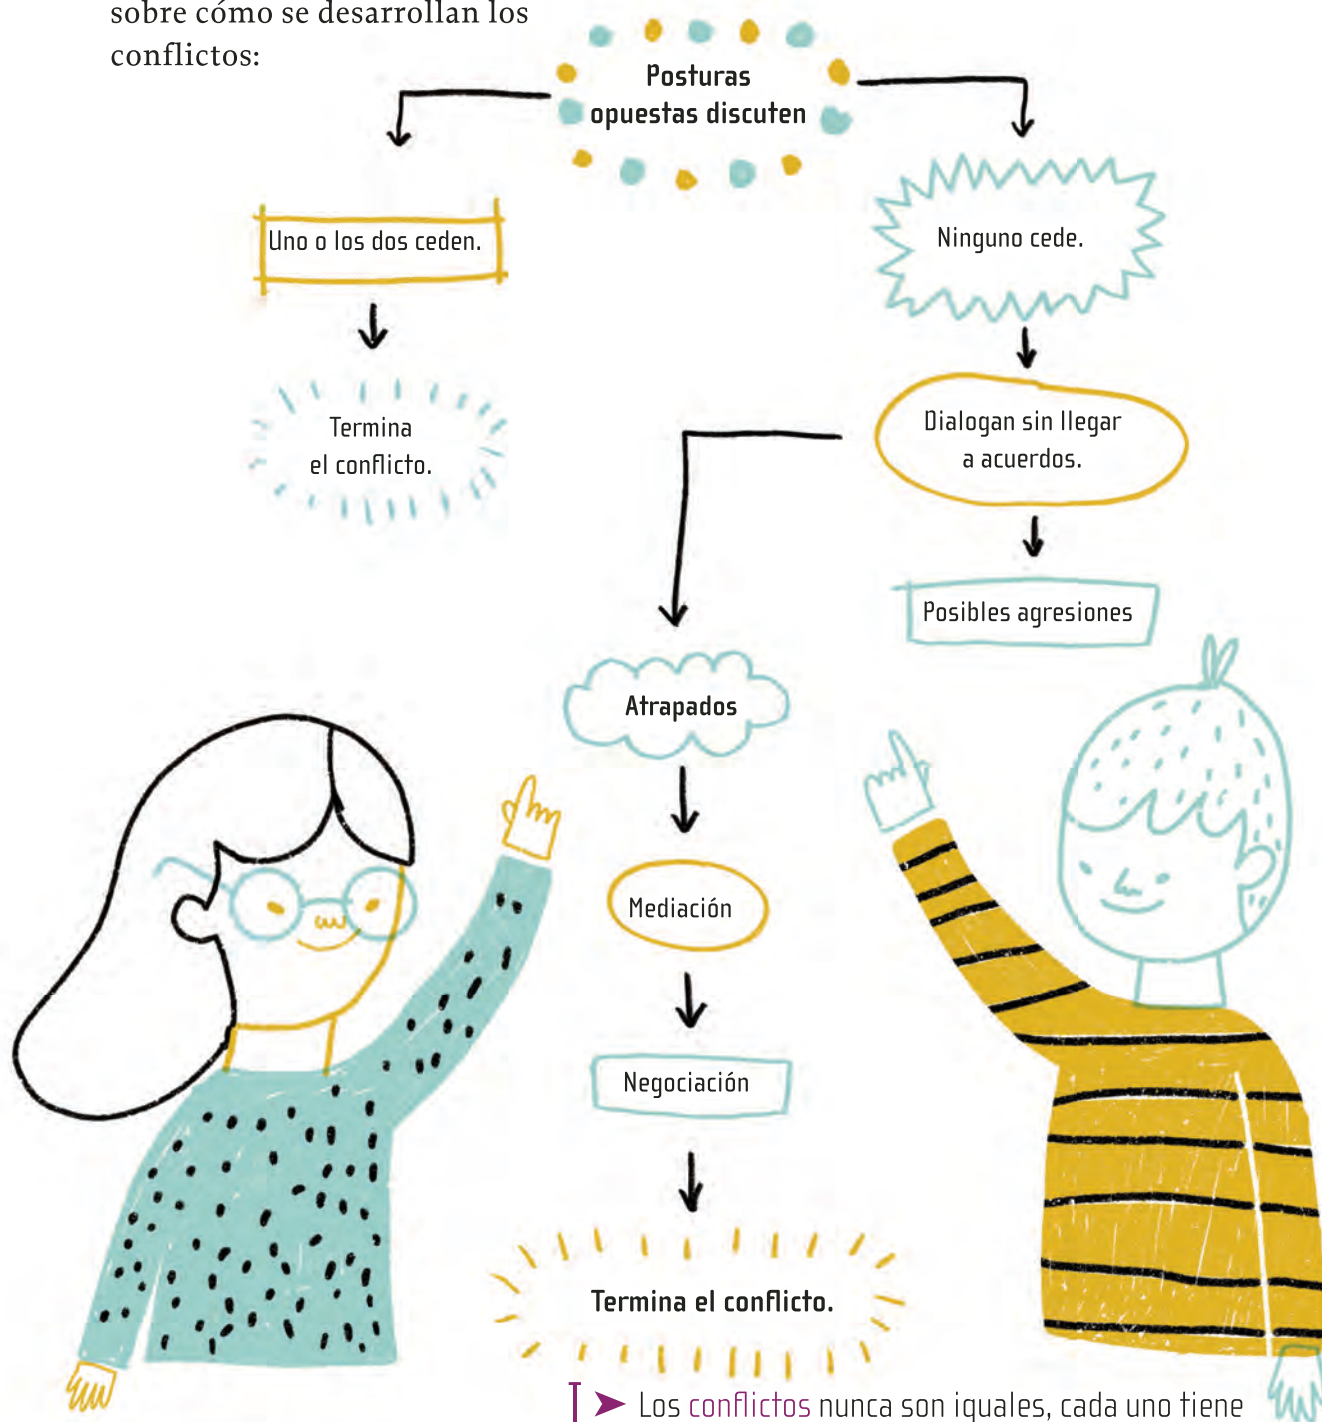 sobre cómo se desarrollan los
conflictos:
Posturas
opuestas discuten
Uno o los dos ceden.
Ninguno cede.
Termina
el conflicto.
Dialogan sin llegar
a acuerdos.
Posibles agresiones
Atrapados
Mediación
Negociación
Termina el conflicto.
Los conflictos nunca son iguales, cada uno tiene